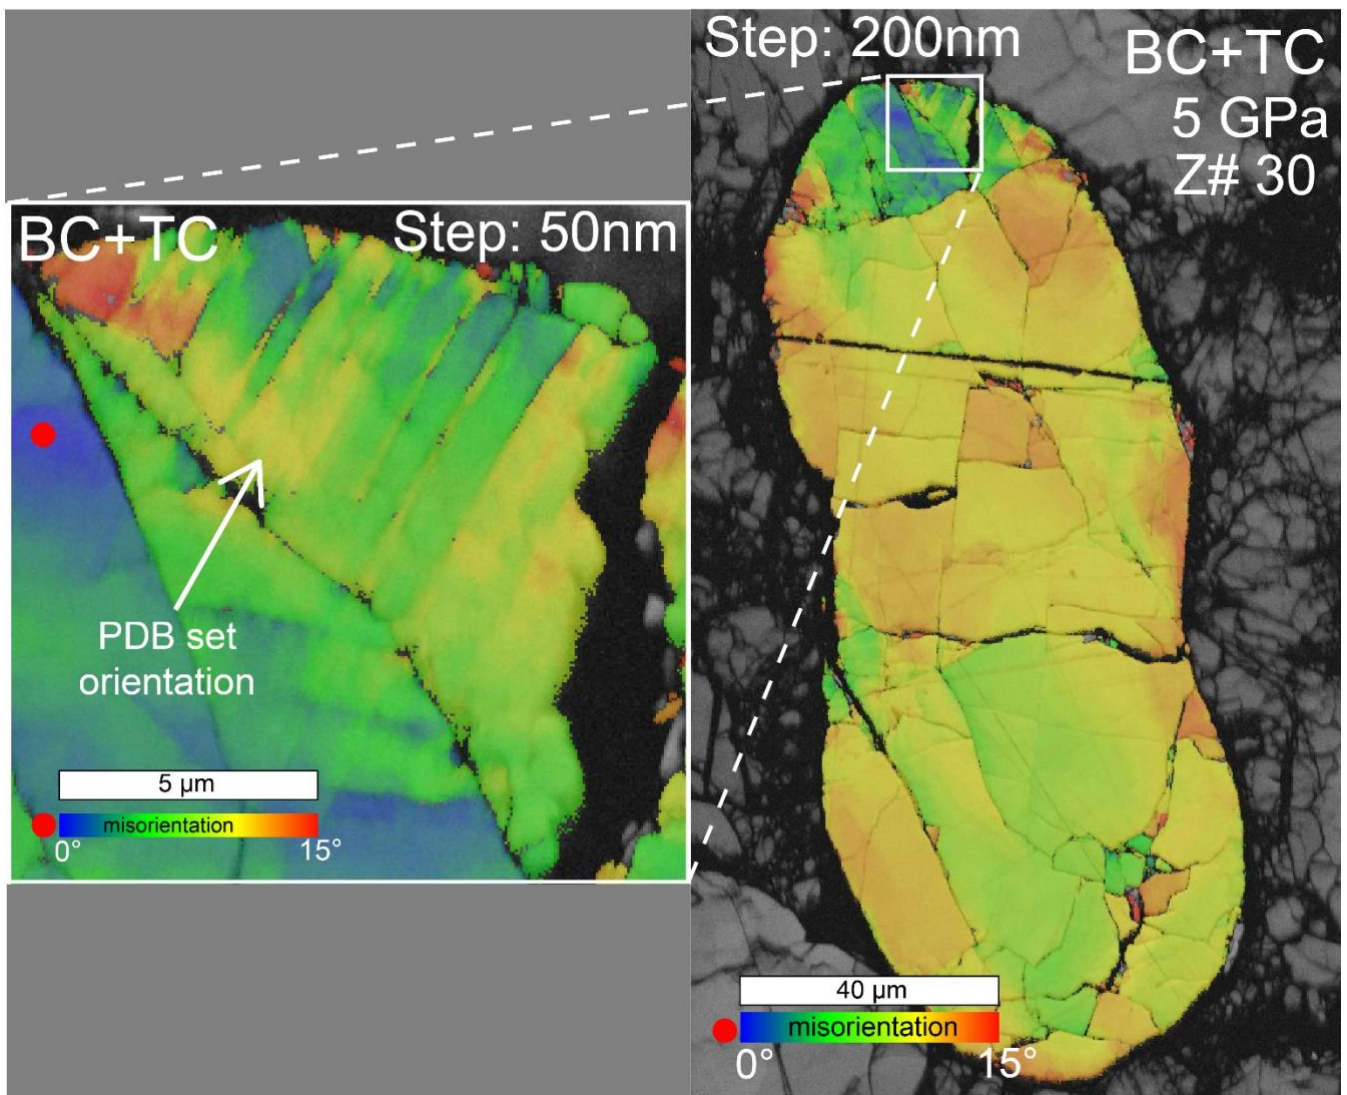 Step: 200nm
BC+TC
5 GPa
Z# 30
BC+TC
Step: 50nm
PDB set
orientation
5 µm
misorientation
0°
15°
40 µm
misorientation
0°
15°